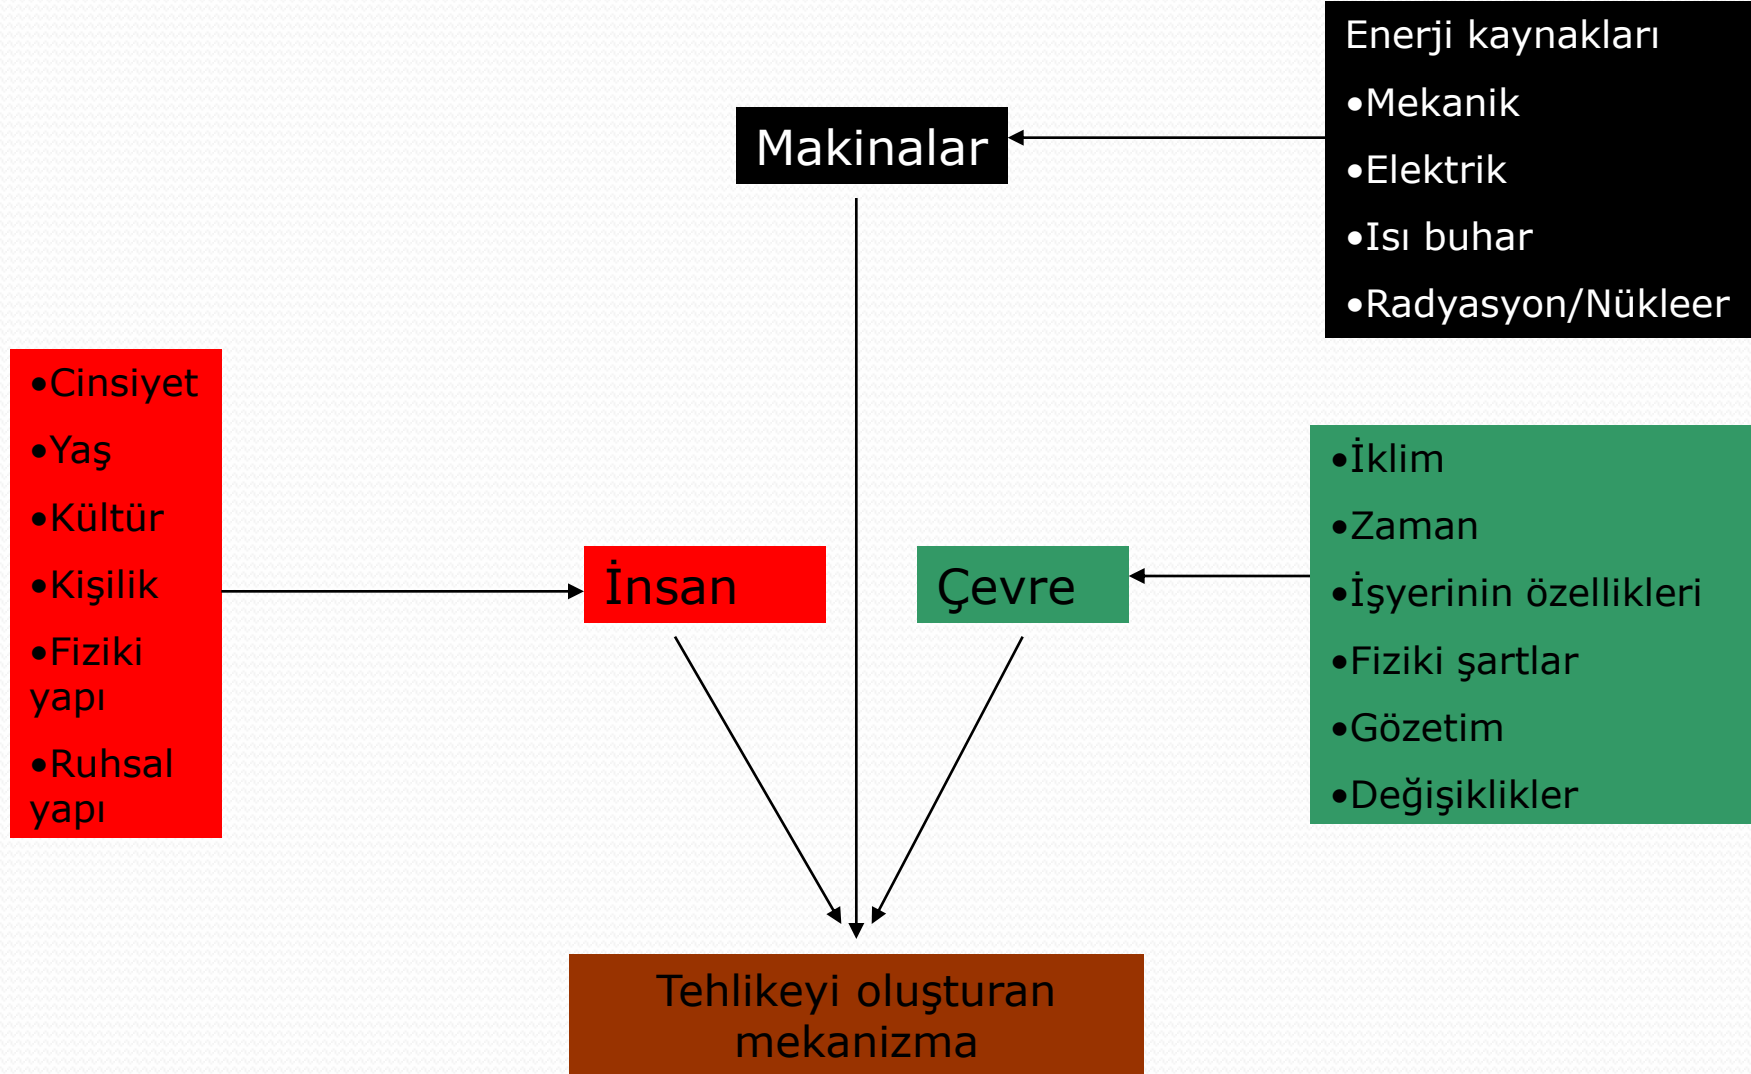 Enerji kaynakları
•Mekanik
•Elektrik
•Isı buhar
•Radyasyon/Nükleer
Makinalar
•Cinsiyet
•Yaş
•Kültür
•Kişilik
•Fiziki
yapı
•Ruhsal
yapı
İnsan
Çevre
•İklim
•Zaman
•İşyerinin özellikleri
•Fiziki şartlar
•Gözetim
•Değişiklikler
Tehlikeyi oluşturan
mekanizma